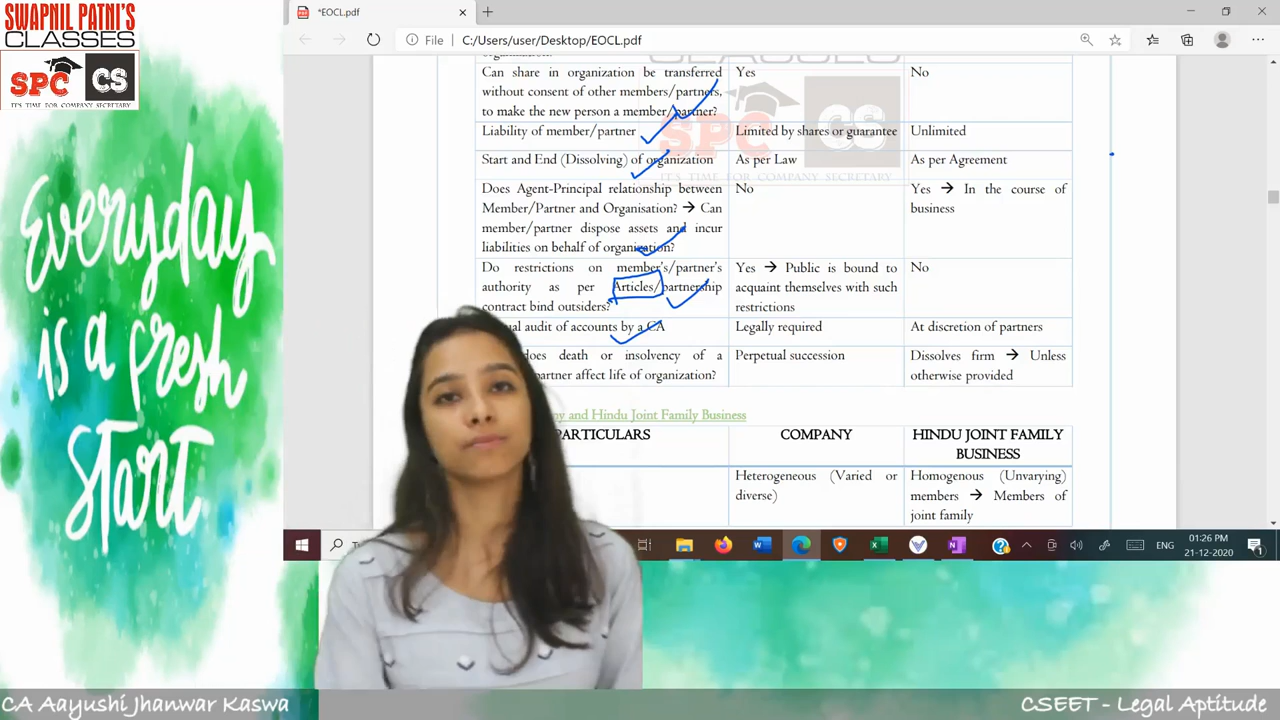 SWAPNIL PATNI'S
CLASSES
SPC CS
IT'S TIME FOR COMPANY SECRETARY
Everyday
is a fresh
start
*EOCL.pdf
File C:/Users/user/Desktop/EOCL.pdf
Can share in organization be transferred Yes No
without consent of other members/partners,
to make the new person a member/partner?
Liability of member/partner Limited by shares or guarantee Unlimited
Start and End (Dissolving) of organization As per Law As per Agreement
SPC CS
IT'S TIME FOR COMPANY SECRETARY
Does Agent-Principal relationship between No Yes → In the course of
Member/Partner and Organisation? → Can business
member/partner dispose assets and incur
liabilities on behalf of organization?
Do restrictions on member's/partner's Yes → Public is bound to No
authority as per Articles/partnership acquaint themselves with such
contract bind outsiders? restrictions
audit of accounts by a CA Legally required At discretion of partners
does death or insolvency of a Perpetual succession Dissolves firm → Unless
partner affect life of organization? otherwise provided
and Hindu Joint Family Business
PARTICULARS COMPANY HINDU JOINT FAMILY
BUSINESS
Heterogeneous (Varied or Homogenous (Unvarying)
diverse) members → Members of
joint family
ENG 01:26 PM
21-12-2020
CA Aayushi Jhanwar Kaswa CSEET - Legal Aptitude